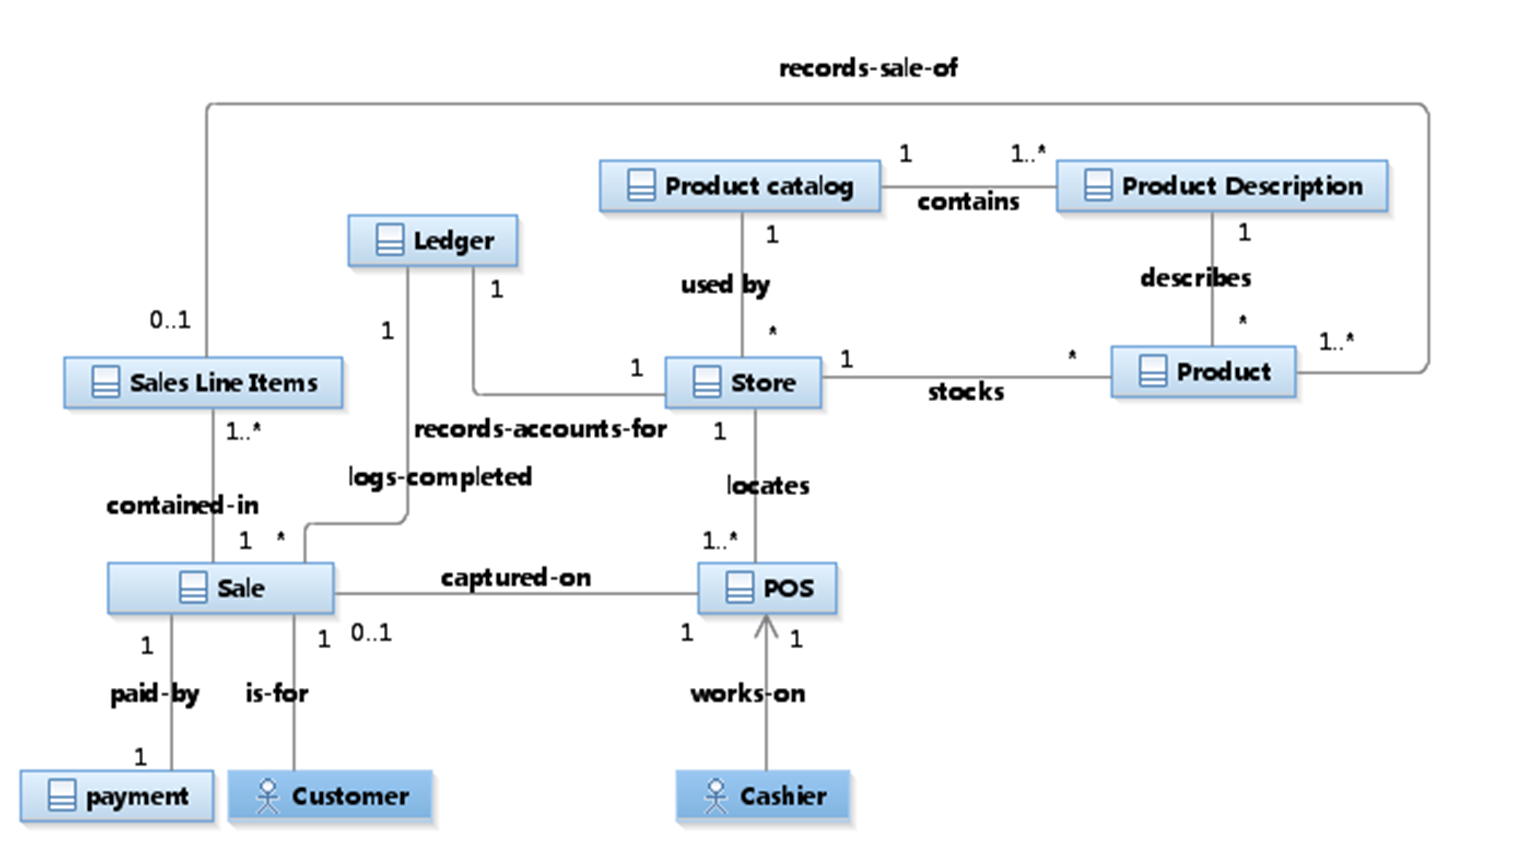 records-sale-of
1 1..*
Product catalog contains Product Description
Ledger 1 1
1 used by describes
0..1 1 * * 1..*
1 1 *
Sales Line Items Store stocks Product
1..* records-accounts-for 1
logs-completed locates
contained-in
1 * 1..*
Sale captured-on POS
1 1 0..1 1 1
paid-by is-for works-on
1
payment Customer Cashier